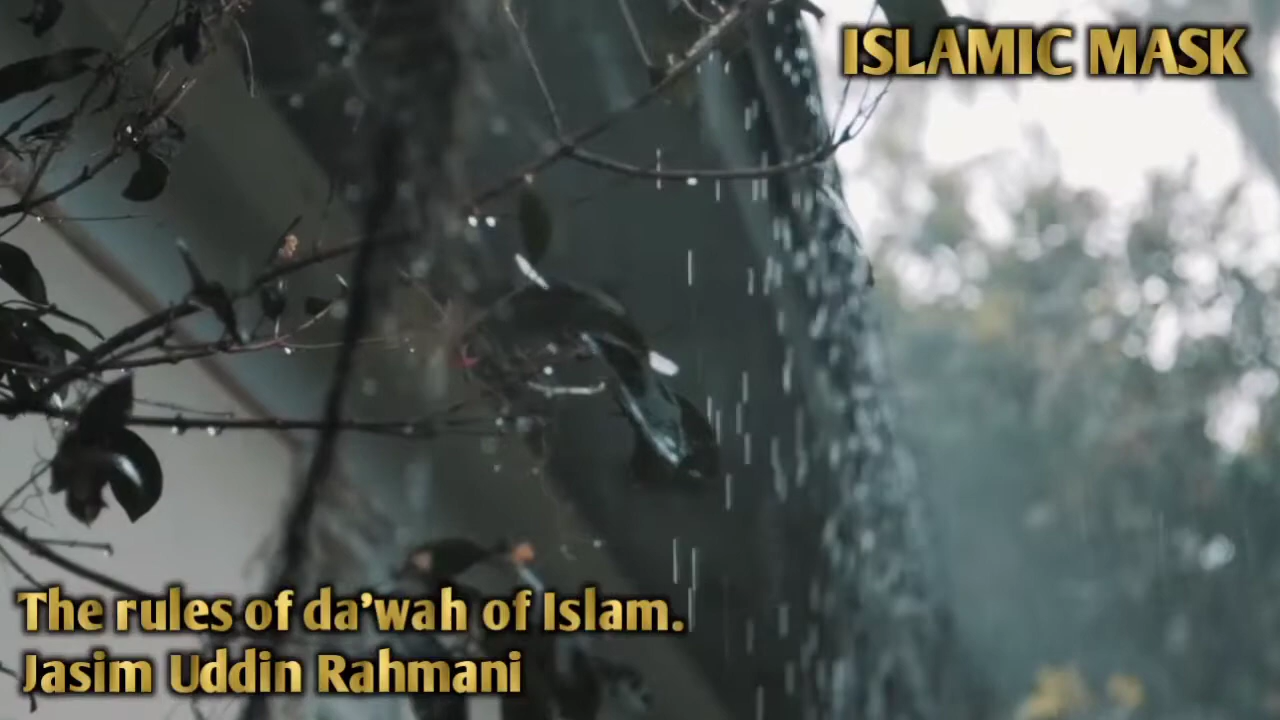 ISLAMIC MASK
The rules of da'wah of Islam.
Jasim Uddin Rahmani